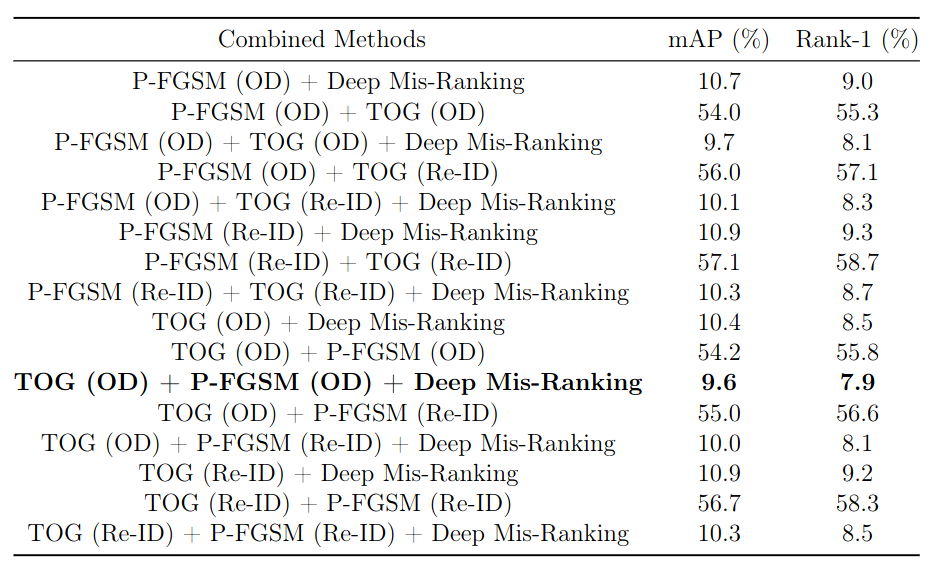 Combined Methods mAP (%) Rank-1 (%)
P-FGSM (OD) + Deep Mis-Ranking 10.7 9.0
P-FGSM (OD) + TOG (OD) 54.0 55.3
P-FGSM (OD) + TOG (OD) + Deep Mis-Ranking 9.7 8.1
P-FGSM (OD) + TOG (Re-ID) 56.0 57.1
P-FGSM (OD) + TOG (Re-ID) + Deep Mis-Ranking 10.1 8.3
P-FGSM (Re-ID) + Deep Mis-Ranking 10.9 9.3
P-FGSM (Re-ID) + TOG (Re-ID) 57.1 58.7
P-FGSM (Re-ID) + TOG (Re-ID) + Deep Mis-Ranking 10.3 8.7
TOG (OD) + Deep Mis-Ranking 10.4 8.5
TOG (OD) + P-FGSM (OD) 54.2 55.8
TOG (OD) + P-FGSM (OD) + Deep Mis-Ranking 9.6 7.9
TOG (OD) + P-FGSM (Re-ID) 55.0 56.6
TOG (OD) + P-FGSM (Re-ID) + Deep Mis-Ranking 10.0 8.1
TOG (Re-ID) + Deep Mis-Ranking 10.9 9.2
TOG (Re-ID) + P-FGSM (Re-ID) 56.7 58.3
TOG (Re-ID) + P-FGSM (Re-ID) + Deep Mis-Ranking 10.3 8.5